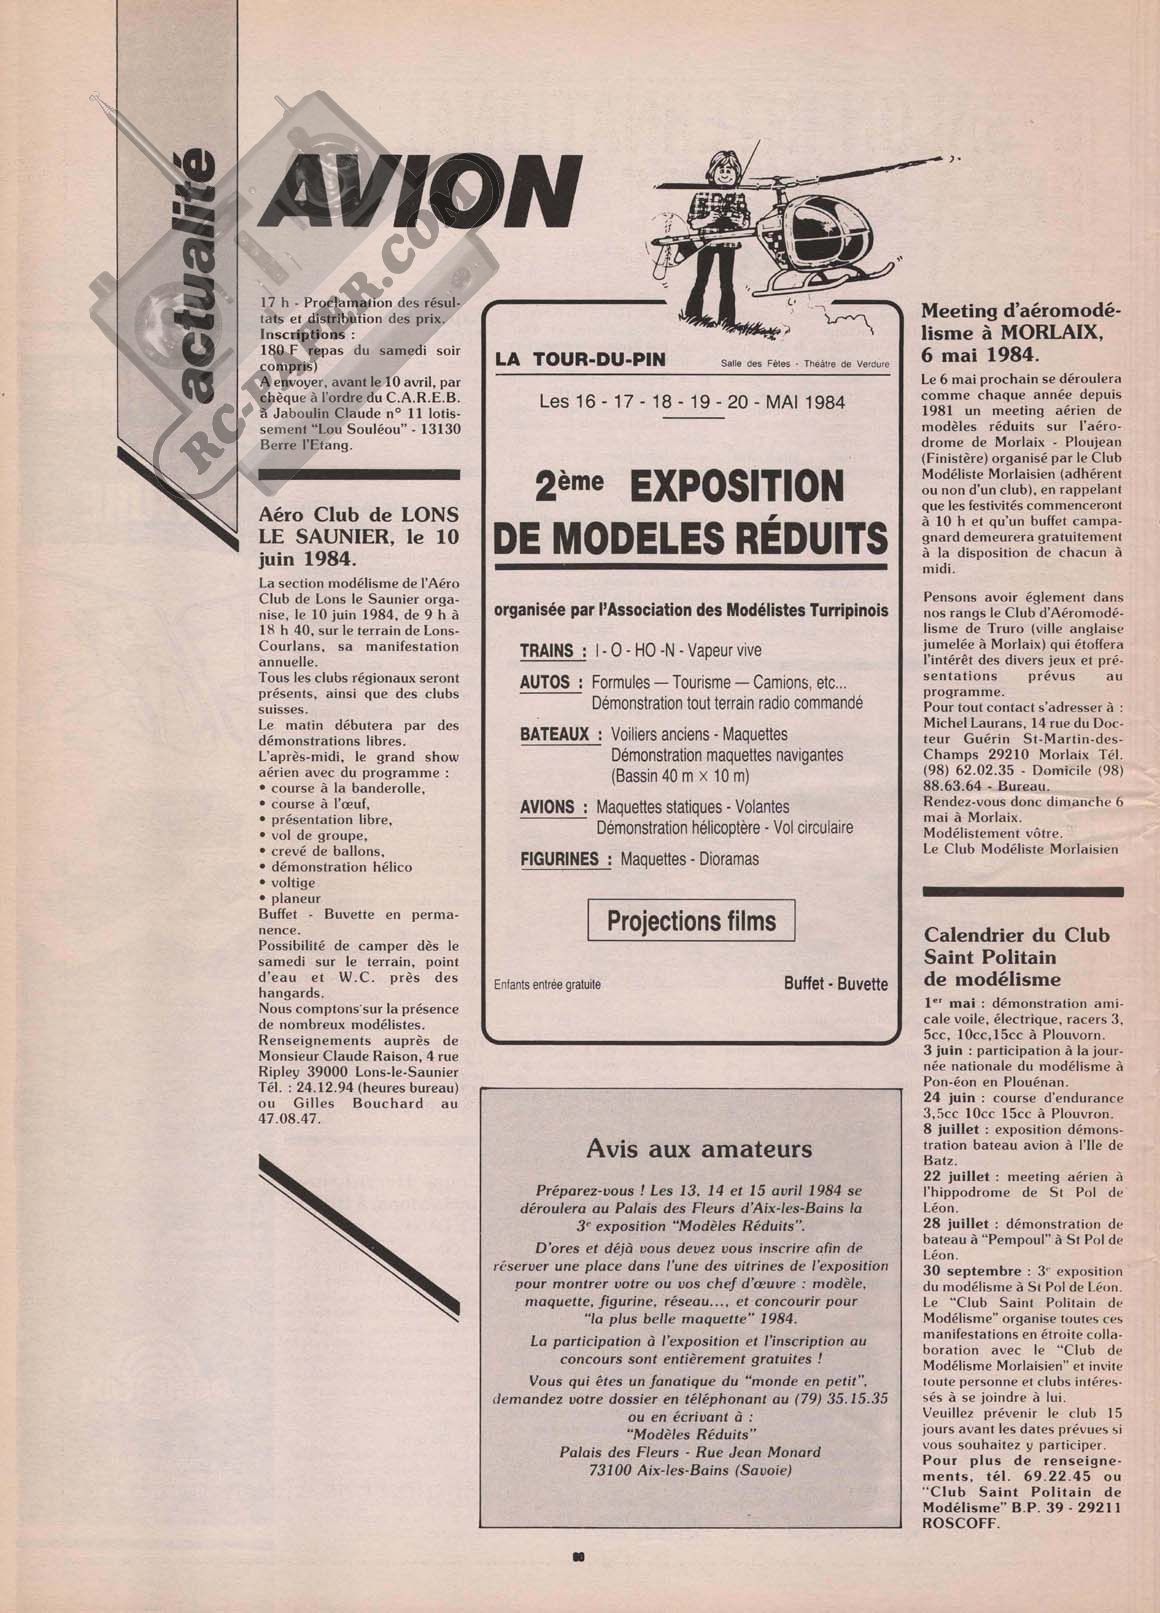 actualité
AVION
RC-PAPER.COM
17 h - Proclamation des résul-
tats et distribution des prix.
Inscriptions :
180 F repas du samedi soir
compris)
A envoyer, avant le 10 avril, par
chèque à l'ordre du C.A.R.E.B.
à Jaboulin Claude n° 11 lotis-
sement "Lou Souléou" - 13130
Berre l'Etang.
Aéro Club de LONS
LE SAUNIER, le 10
juin 1984.
La section modélisme de l'Aéro
Club de Lons le Saunier orga-
nise, le 10 juin 1984, de 9 h à
18 h 40, sur le terrain de Lons-
Courlans, sa manifestation
annuelle.
Tous les clubs régionaux seront
présents, ainsi que des clubs
suisses.
Le matin débutera par des
démonstrations libres.
L'après-midi, le grand show
aérien avec du programme :
• course à la banderolle,
• course à l'œuf,
• présentation libre,
• vol de groupe,
• crevé de ballons,
• démonstration hélico
• voltige
• planeur
Buffet - Buvette en perma-
nence.
Possibilité de camper dès le
samedi sur le terrain, point
d'eau et W.C. près des
hangards.
Nous comptons sur la présence
de nombreux modélistes.
Renseignements auprès de
Monsieur Claude Raison, 4 rue
Ripley 39000 Lons-le-Saunier
Tél. : 24.12.94 (heures bureau)
ou Gilles Bouchard au
47.08.47.
LA TOUR-DU-PIN Salle des Fêtes - Théâtre de Verdure
Les 16 - 17 - 18 - 19 - 20 - MAI 1984
2ème EXPOSITION
DE MODELES RÉDUITS
organisée par l'Association des Modélistes Turripinois
TRAINS : I - O - HO -N - Vapeur vive
AUTOS : Formules — Tourisme — Camions, etc...
Démonstration tout terrain radio commandé
BATEAUX : Voiliers anciens - Maquettes
Démonstration maquettes navigantes
(Bassin 40 m × 10 m)
AVIONS : Maquettes statiques - Volantes
Démonstration hélicoptère - Vol circulaire
FIGURINES : Maquettes - Dioramas
Projections films
Enfants entrée gratuite Buffet - Buvette
Avis aux amateurs
Préparez-vous ! Les 13, 14 et 15 avril 1984 se
déroulera au Palais des Fleurs d'Aix-les-Bains la
3e exposition "Modèles Réduits".
D'ores et déjà vous devez vous inscrire afin de
réserver une place dans l'une des vitrines de l'exposition
pour montrer votre ou vos chef d'œuvre : modèle,
maquette, figurine, réseau..., et concourir pour
"la plus belle maquette" 1984.
La participation à l'exposition et l'inscription au
concours sont entièrement gratuites !
Vous qui êtes un fanatique du "monde en petit",
demandez votre dossier en téléphonant au (79) 35.15.35
ou en écrivant à :
"Modèles Réduits"
Palais des Fleurs - Rue Jean Monard
73100 Aix-les-Bains (Savoie)
Meeting d'aéromodé-
lisme à MORLAIX,
6 mai 1984.
Le 6 mai prochain se déroulera
comme chaque année depuis
1981 un meeting aérien de
modèles réduits sur l'aéro-
drome de Morlaix - Ploujean
(Finistère) organisé par le Club
Modéliste Morlaisien (adhérent
ou non d'un club), en rappelant
que les festivités commenceront
à 10 h et qu'un buffet campa-
gnard demeurera gratuitement
à la disposition de chacun à
midi.
Pensons avoir églement dans
nos rangs le Club d'Aéromodé-
lisme de Truro (ville anglaise
jumelée à Morlaix) qui étoffera
l'intérêt des divers jeux et pré-
sentations prévus au
programme.
Pour tout contact s'adresser à :
Michel Laurans, 14 rue du Doc-
teur Guérin St-Martin-des-
Champs 29210 Morlaix Tél.
(98) 62.02.35 - Domicile (98)
88.63.64 - Bureau.
Rendez-vous donc dimanche 6
mai à Morlaix.
Modélistement vôtre.
Le Club Modéliste Morlaisien
Calendrier du Club
Saint Politain
de modélisme
1er mai : démonstration ami-
cale voile, électrique, racers 3,
5cc, 10cc,15cc à Plouvorn.
3 juin : participation à la jour-
née nationale du modélisme à
Pon-éon en Plouénan.
24 juin : course d'endurance
3,5cc 10cc 15cc à Plouvron.
8 juillet : exposition démons-
tration bateau avion à l'Ile de
Batz.
22 juillet : meeting aérien à
l'hippodrome de St Pol de
Léon.
28 juillet : démonstration de
bateau à "Pempoul" à St Pol de
Léon.
30 septembre : 3e exposition
du modélisme à St Pol de Léon.
Le "Club Saint Politain de
Modélisme" organise toutes ces
manifestations en étroite colla-
boration avec le "Club de
Modélisme Morlaisien" et invite
toute personne et clubs intéres-
sés à se joindre à lui.
Veuillez prévenir le club 15
jours avant les dates prévues si
vous souhaitez y participer.
Pour plus de renseigne-
ments, tél. 69.22.45 ou
"Club Saint Politain de
Modélisme" B.P. 39 - 29211
ROSCOFF.